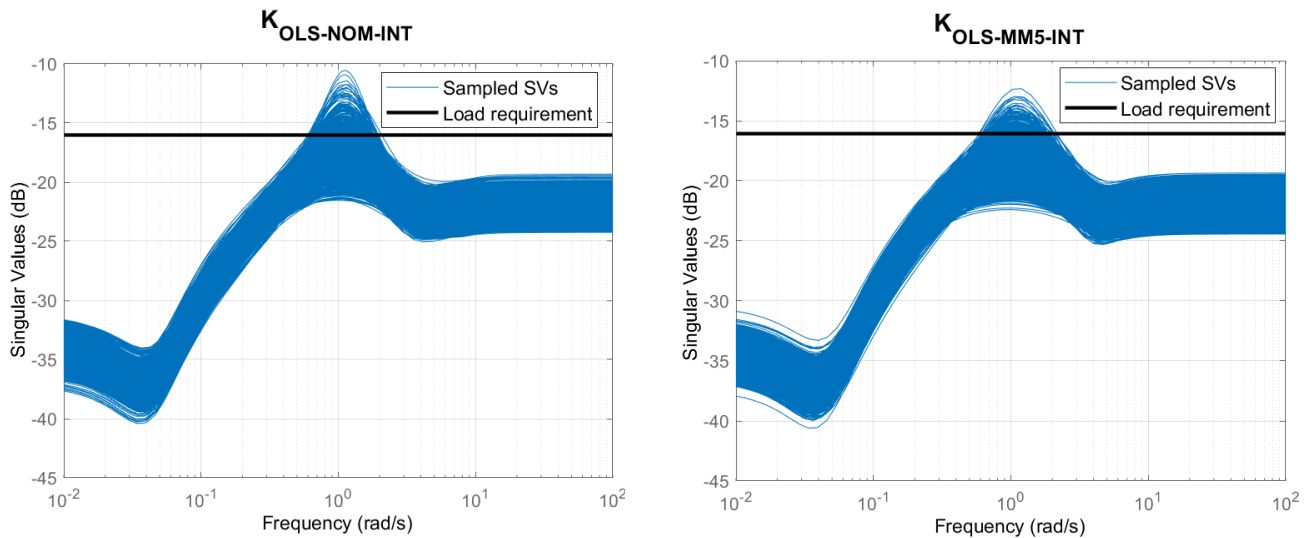 K_OLS-NOM-INT
-10
-15
-20
-25
-30
-35
-40
-45
Singular Values (dB)
Sampled SVs
Load requirement
10^-2
10^-1
10^0
10^1
10^2
Frequency (rad/s)
K_OLS-MM5-INT
-10
-15
-20
-25
-30
-35
-40
-45
Singular Values (dB)
Sampled SVs
Load requirement
10^-2
10^-1
10^0
10^1
10^2
Frequency (rad/s)